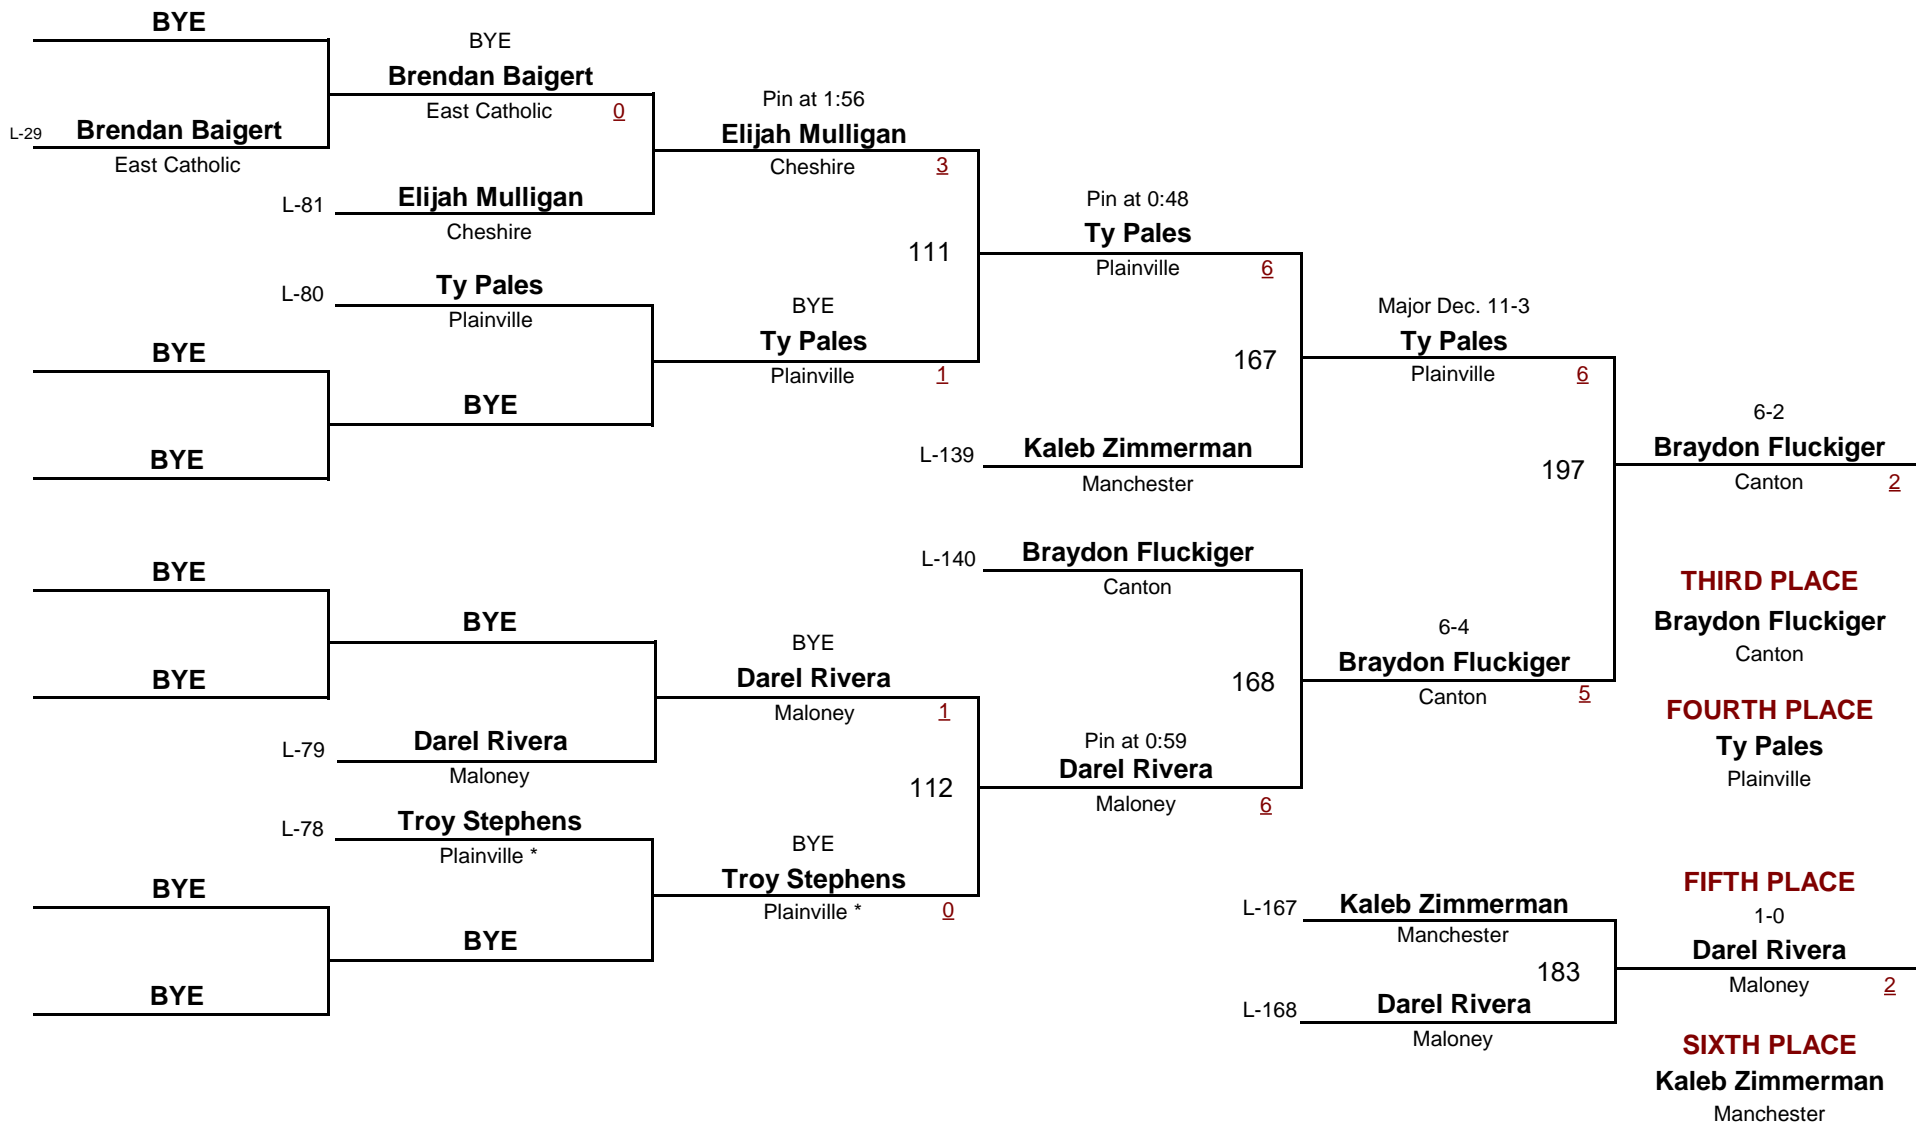 BYE
L-29 Brendan Baigert
East Catholic
BYE
Brendan Baigert
East Catholic 0
L-81 Elijah Mulligan
Cheshire
Pin at 1:56
Elijah Mulligan
Cheshire 3
L-80 Ty Pales
Plainville
BYE
BYE
BYE
BYE
Ty Pales
Plainville 1
111
Pin at 0:48
Ty Pales
Plainville 6
L-139 Kaleb Zimmerman
Manchester
167
Major Dec. 11-3
Ty Pales
Plainville 6
BYE
BYE
BYE
L-79 Darel Rivera
Maloney
BYE
Darel Rivera
Maloney 1
L-78 Troy Stephens
Plainville *
BYE
BYE
BYE
BYE
Troy Stephens
Plainville * 0
112
L-140 Braydon Fluckiger
Canton
Pin at 0:59
Darel Rivera
Maloney 6
168
6-4
Braydon Fluckiger
Canton 5
197
6-2
Braydon Fluckiger
Canton 2
THIRD PLACE
Braydon Fluckiger
Canton
FOURTH PLACE
Ty Pales
Plainville
L-167 Kaleb Zimmerman
Manchester
183
L-168 Darel Rivera
Maloney
FIFTH PLACE
1-0
Darel Rivera
Maloney 2
SIXTH PLACE
Kaleb Zimmerman
Manchester